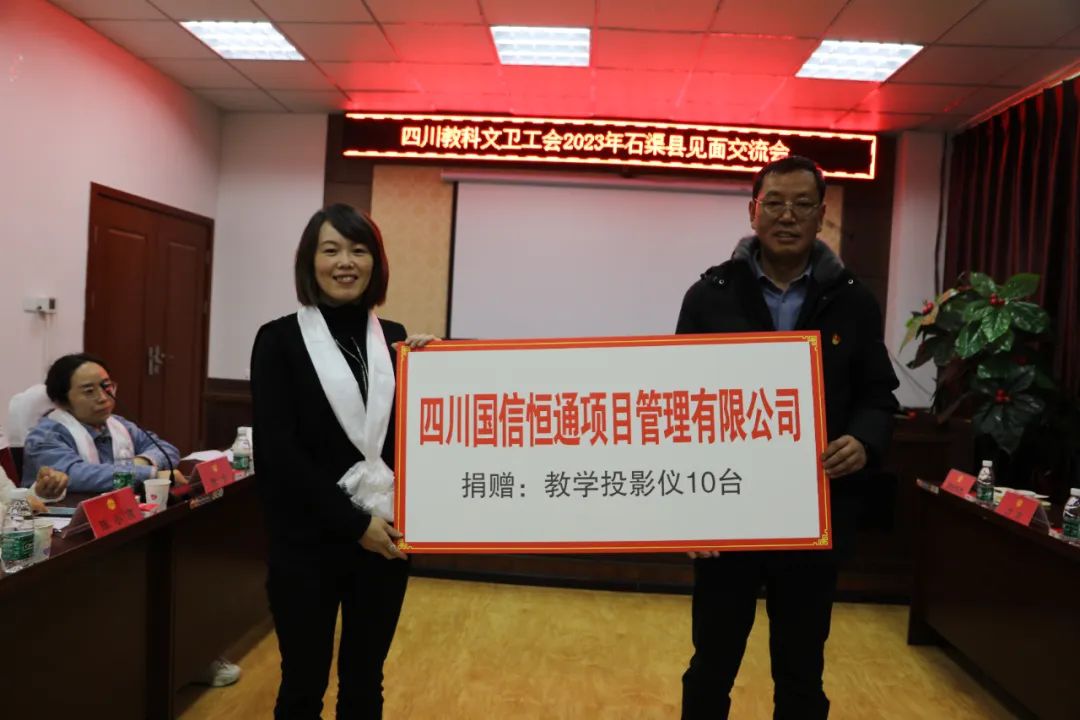 四川教科文卫工会2023年石渠县见面交流会
四川国信恒通项目管理有限公司
捐赠：教学投影仪10台